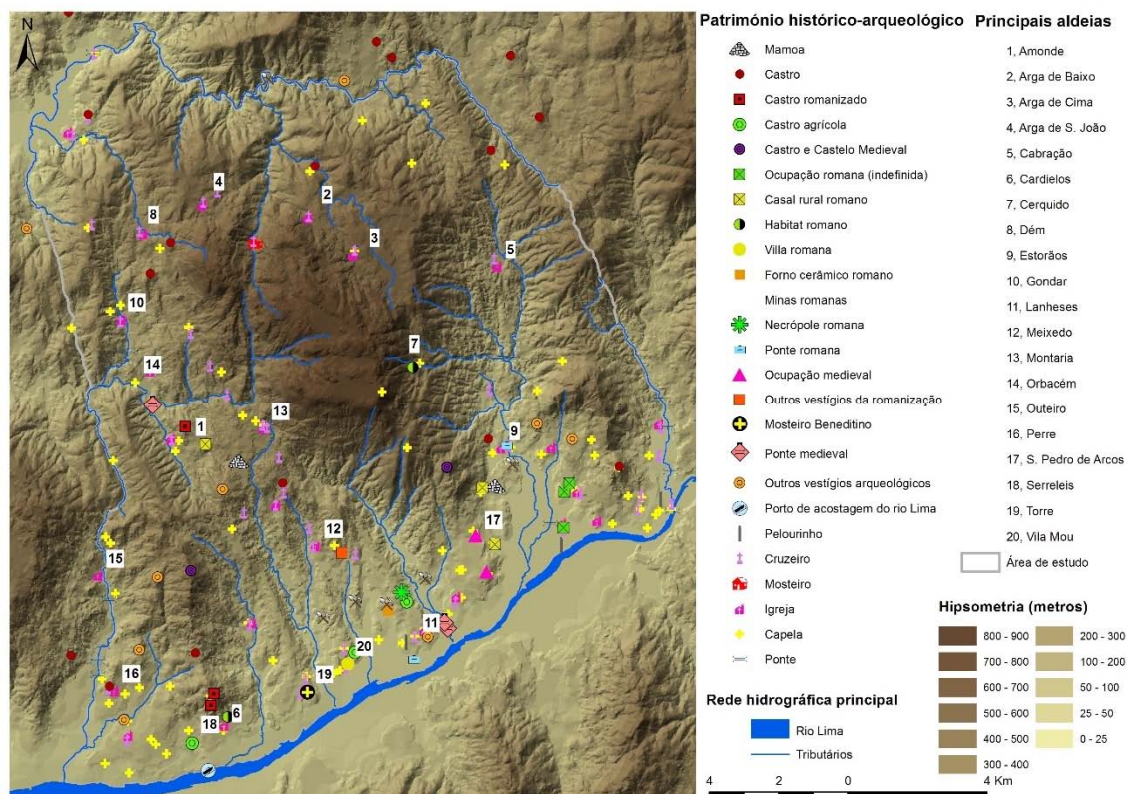 N
4
2
8
3
5
10
7
14
1
13
9
12
17
15
11
20
19
16
6
18
Património histórico-arqueológico
Mamoa
Castro
Castro romanizado
Castro agrícola
Castro e Castelo Medieval
Ocupação romana (indefinida)
Casal rural romano
Habitat romano
Villa romana
Forno cerâmico romano
Minas romanas
Necrópole romana
Ponte romana
Ocupação medieval
Outros vestígios da romanização
Mosteiro Beneditino
Ponte medieval
Outros vestígios arqueológicos
Porto de acostagem do rio Lima
Pelourinho
Cruzeiro
Mosteiro
Igreja
Capela
Ponte
Rede hidrográfica principal
Rio Lima
Tributários
Principais aldeias
1, Amonde
2, Arga de Baixo
3, Arga de Cima
4, Arga de S. João
5, Cabração
6, Cardielos
7, Cerquido
8, Dém
9, Estorãos
10, Gondar
11, Lanheses
12, Meixedo
13, Montaria
14, Orbacém
15, Outeiro
16, Perre
17, S. Pedro de Arcos
18, Serreleis
19, Torre
20, Vila Mou
Área de estudo
Hipsometria (metros)
800 - 900
700 - 800
600 - 700
500 - 600
400 - 500
300 - 400
200 - 300
100 - 200
50 - 100
25 - 50
0 - 25
4 2 0 4 Km